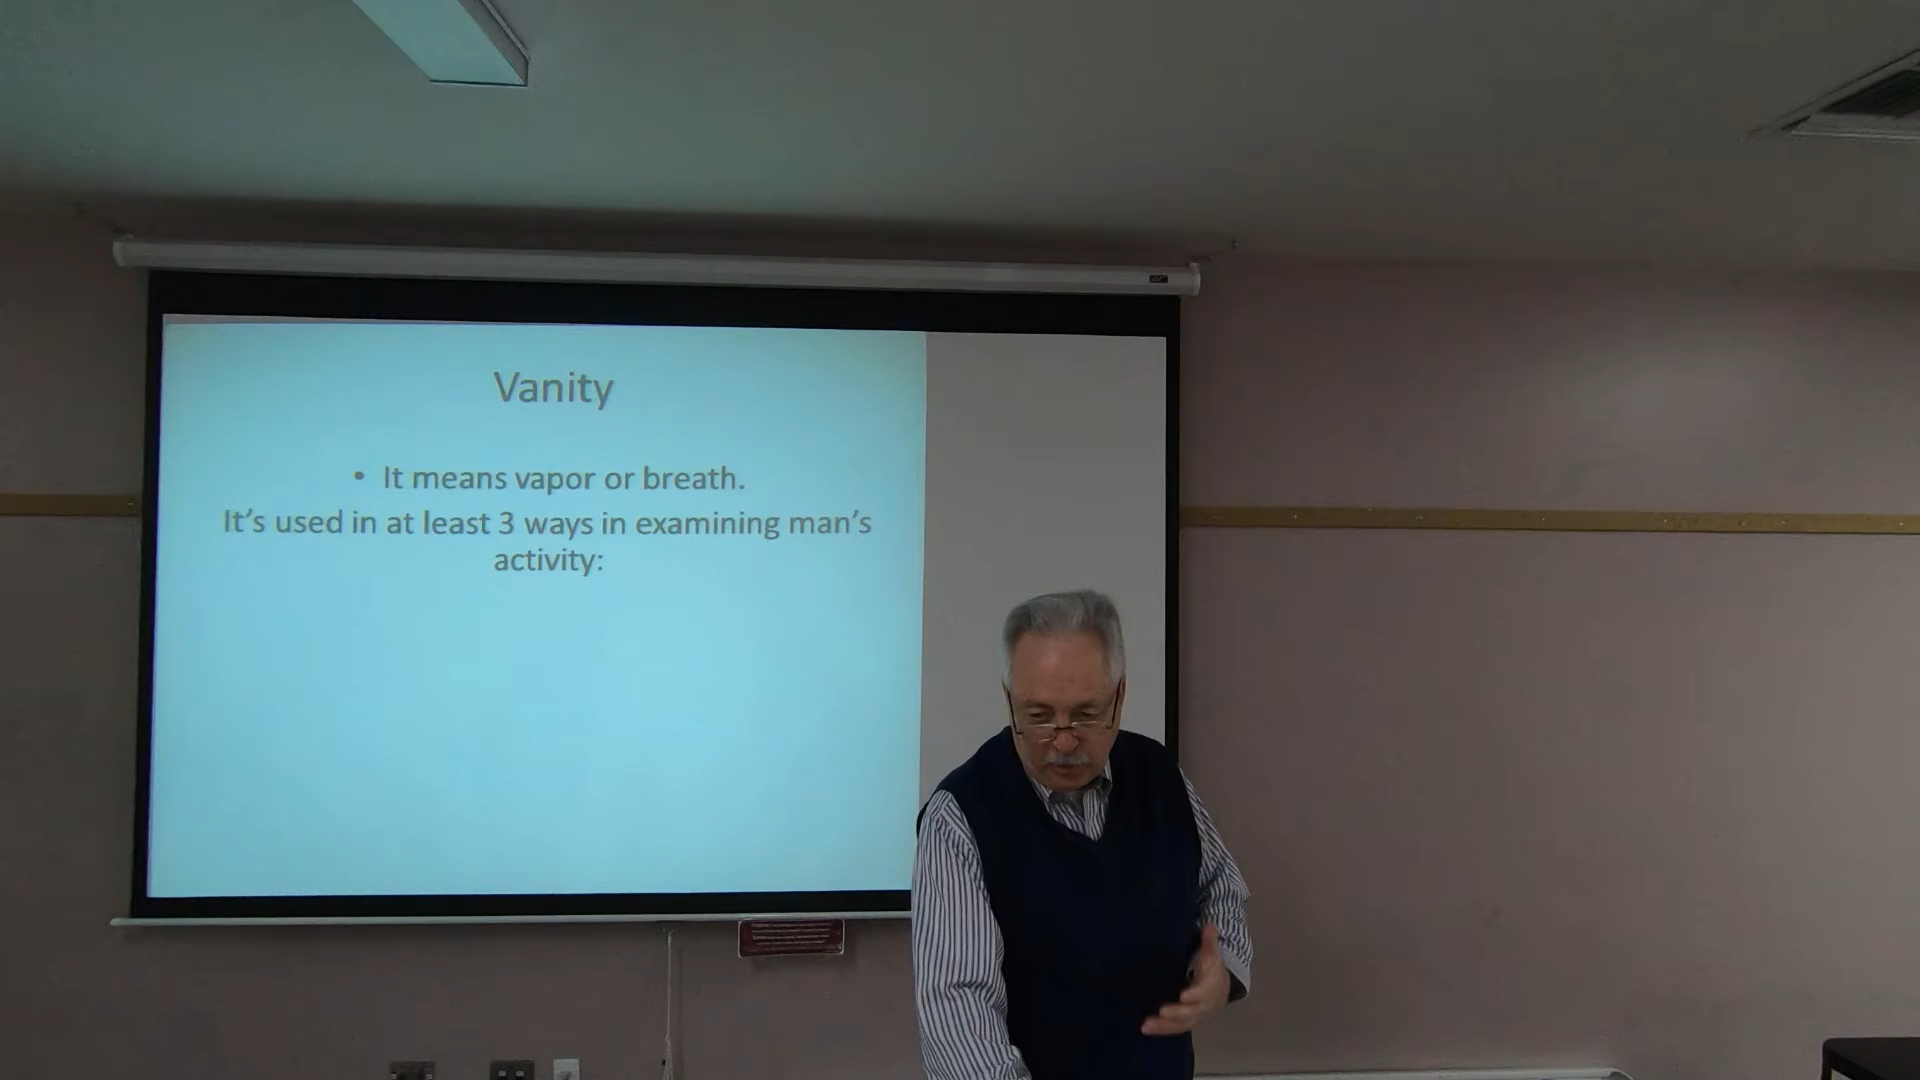 Vanity
• It means vapor or breath.
It's used in at least 3 ways in examining man's
activity: